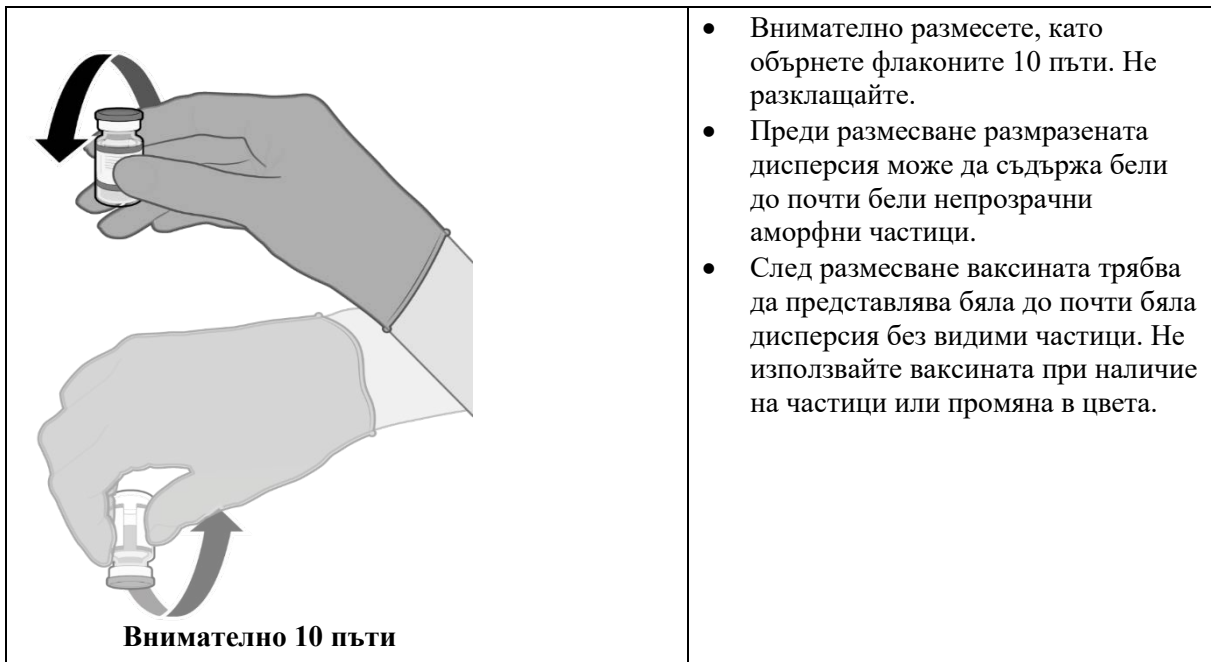 Внимателно 10 пъти
• Внимателно размесете, като
обърнете флаконите 10 пъти. Не
разклащайте.
• Преди размесване размразената
дисперсия може да съдържа бели
до почти бели непрозрачни
аморфни частици.
• След размесване ваксината трябва
да представлява бяла до почти бяла
дисперсия без видими частици. Не
използвайте ваксината при наличие
на частици или промяна в цвета.